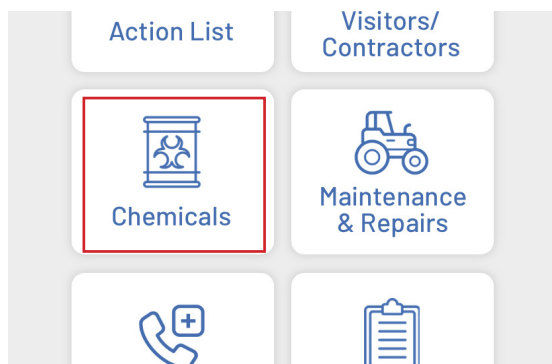 Action List
Visitors/
Contractors
Chemicals
Maintenance
& Repairs